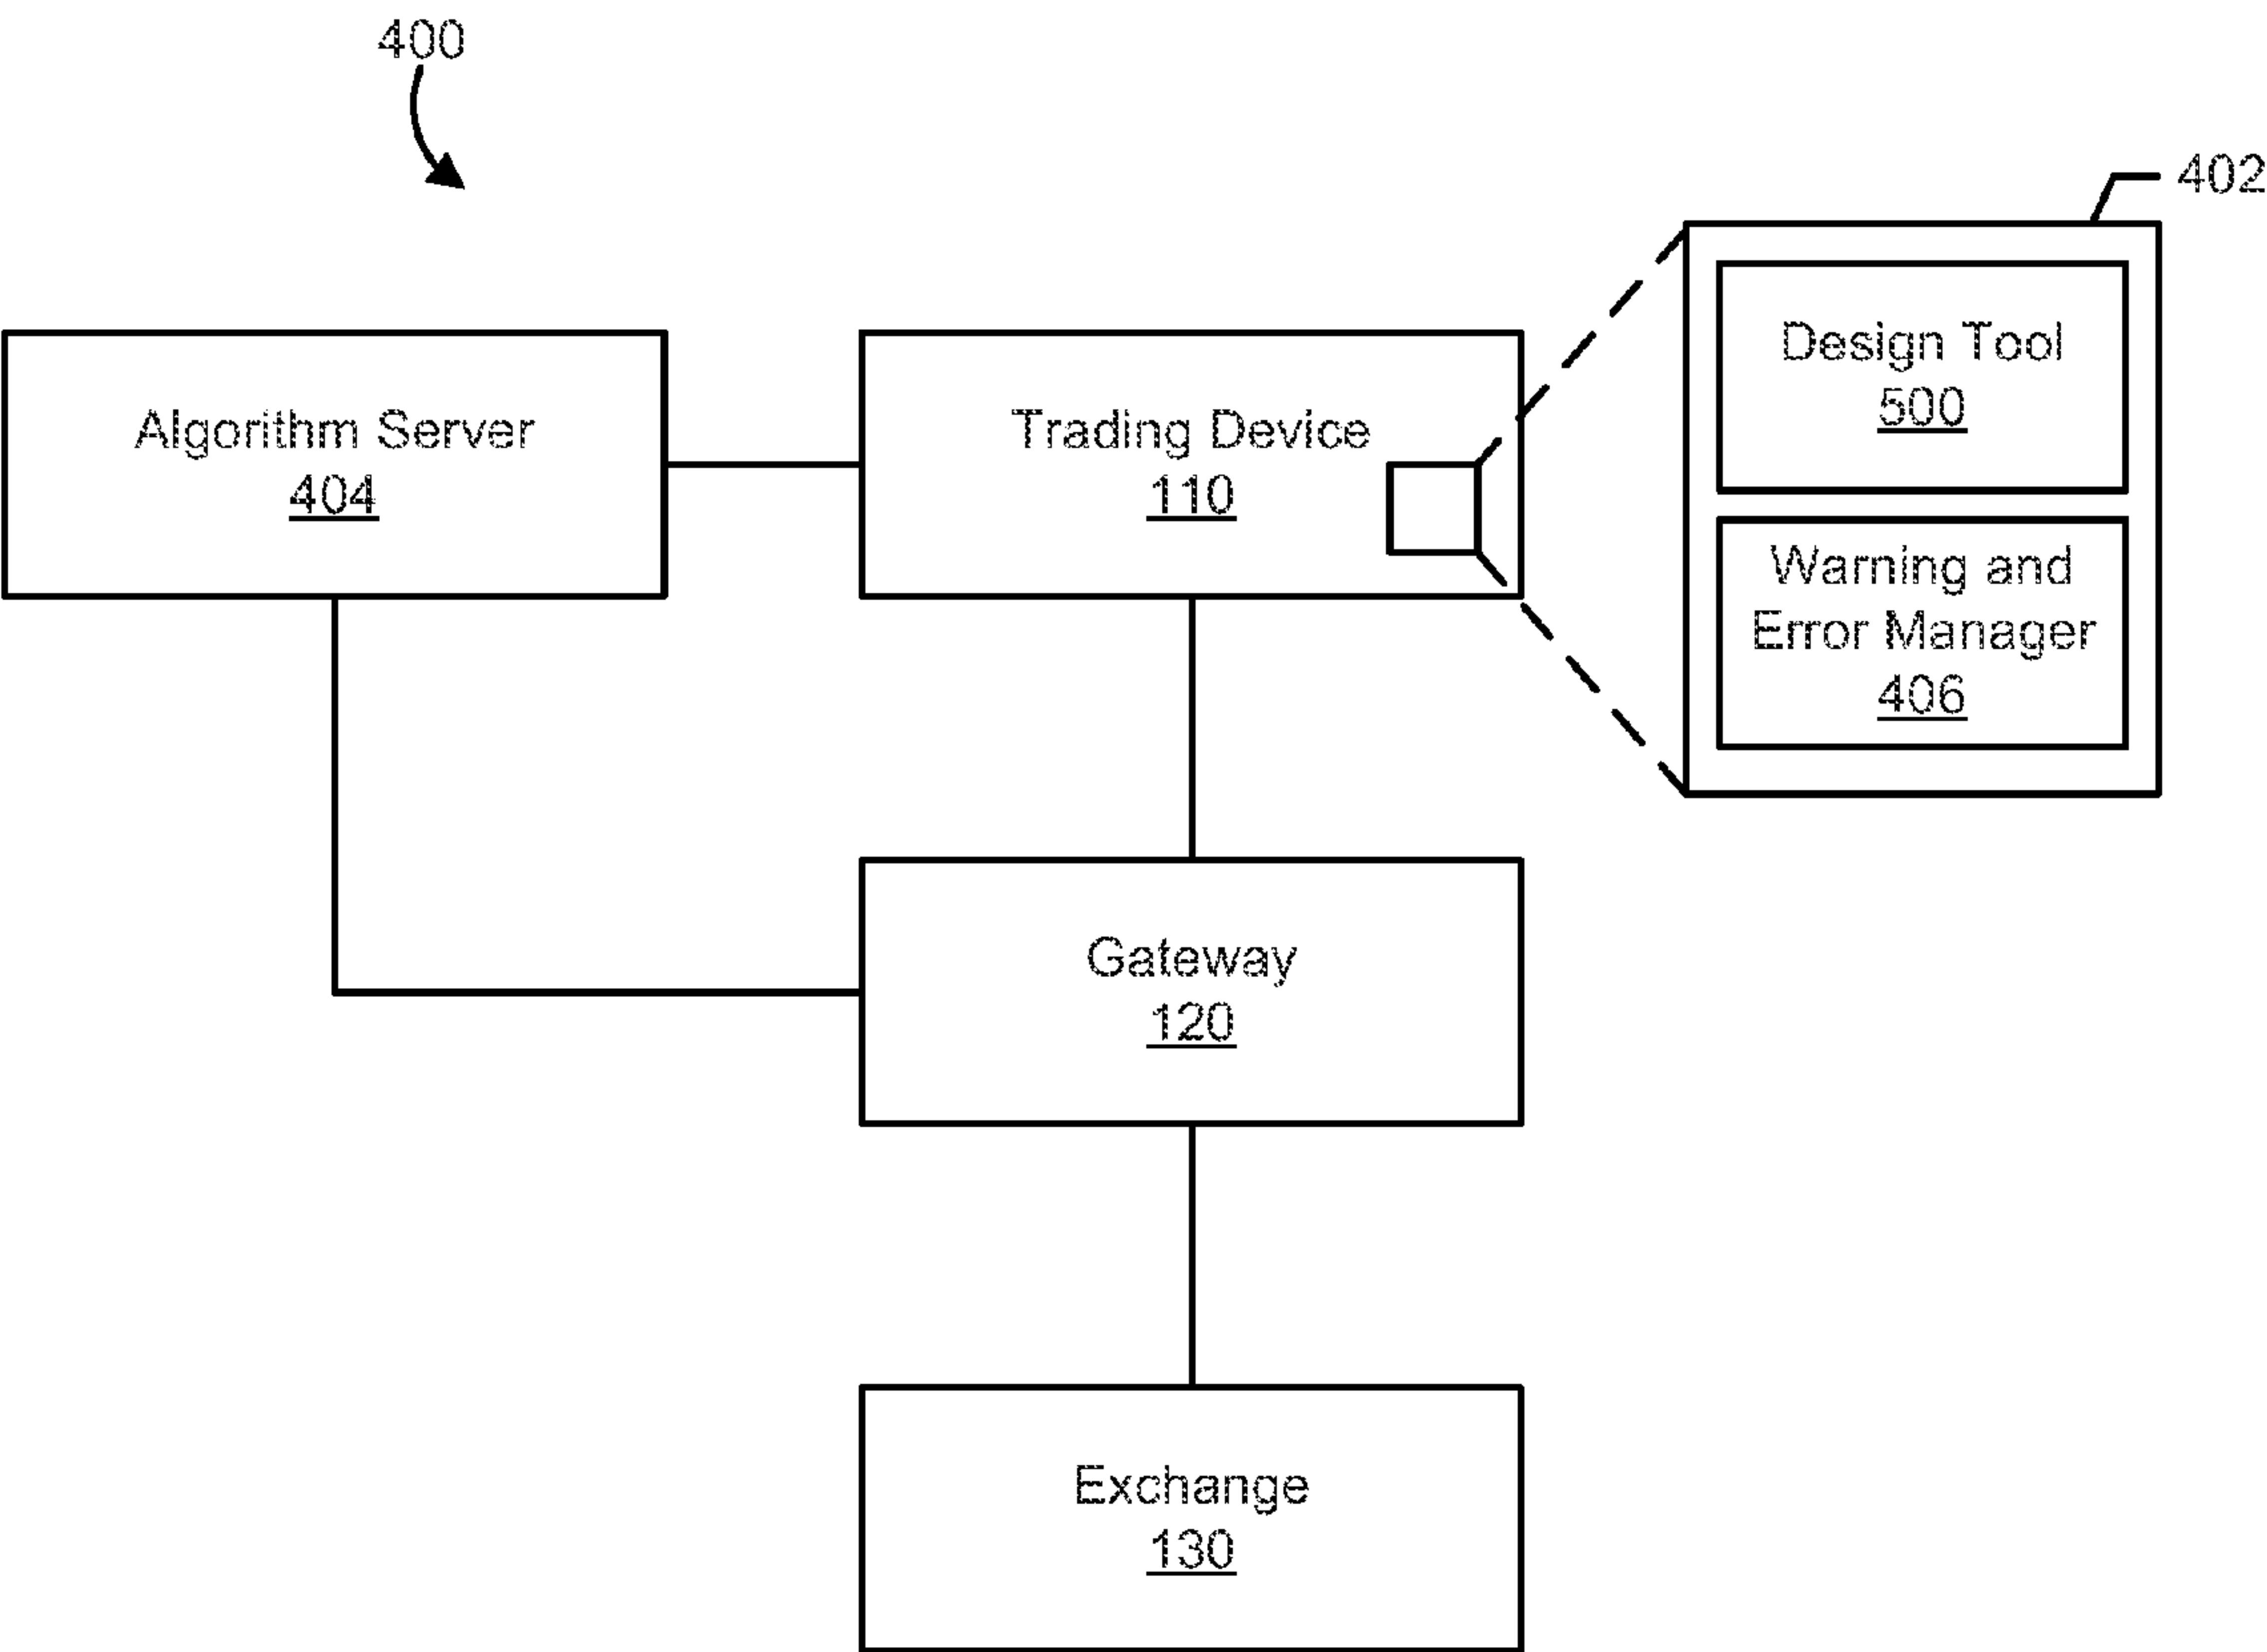 400
402
Design Tool
500
Algorithm Server
404
Trading Device
110
Warning and
Error Manager
406
Gateway
120
Exchange
130